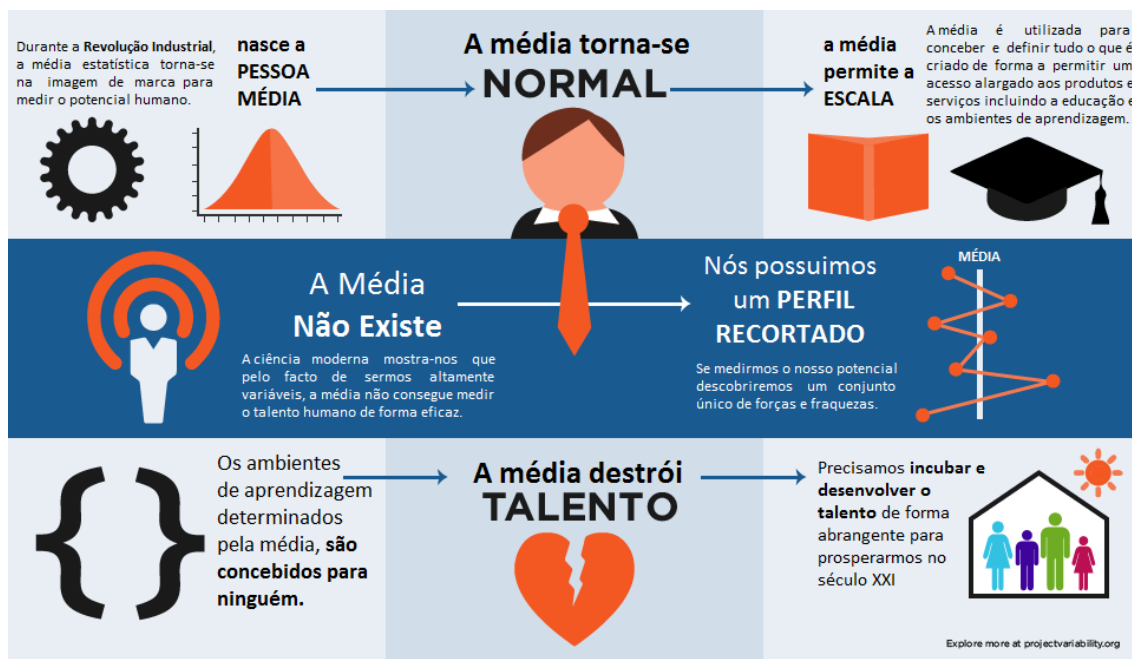 Durante a Revolução Industrial,
a média estatística torna-se
na imagem de marca para
medir o potencial humano.
nasce a
PESSOA
MÉDIA
A média torna-se
NORMAL
a média
permite a
ESCALA
A média é utilizada para
conceber e definir tudo o que é
criado de forma a permitir um
acesso alargado aos produtos e
serviços incluindo a educação e
os ambientes de aprendizagem.
A Média
Não Existe
A ciência moderna mostra-nos que
pelo facto de sermos altamente
variáveis, a média não consegue medir
o talento humano de forma eficaz.
Nós possuimos
um PERFIL
RECORTADO
Se medirmos o nosso potencial
descobriremos um conjunto
único de forças e fraquezas.
MÉDIA
Os ambientes
de aprendizagem
determinados
pela média, são
concebidos para
ninguém.
A média destrói
TALENTO
Precisamos incubar e
desenvolver o
talento de forma
abrangente para
prosperarmos no
século XXI
Explore more at projectvariability.org